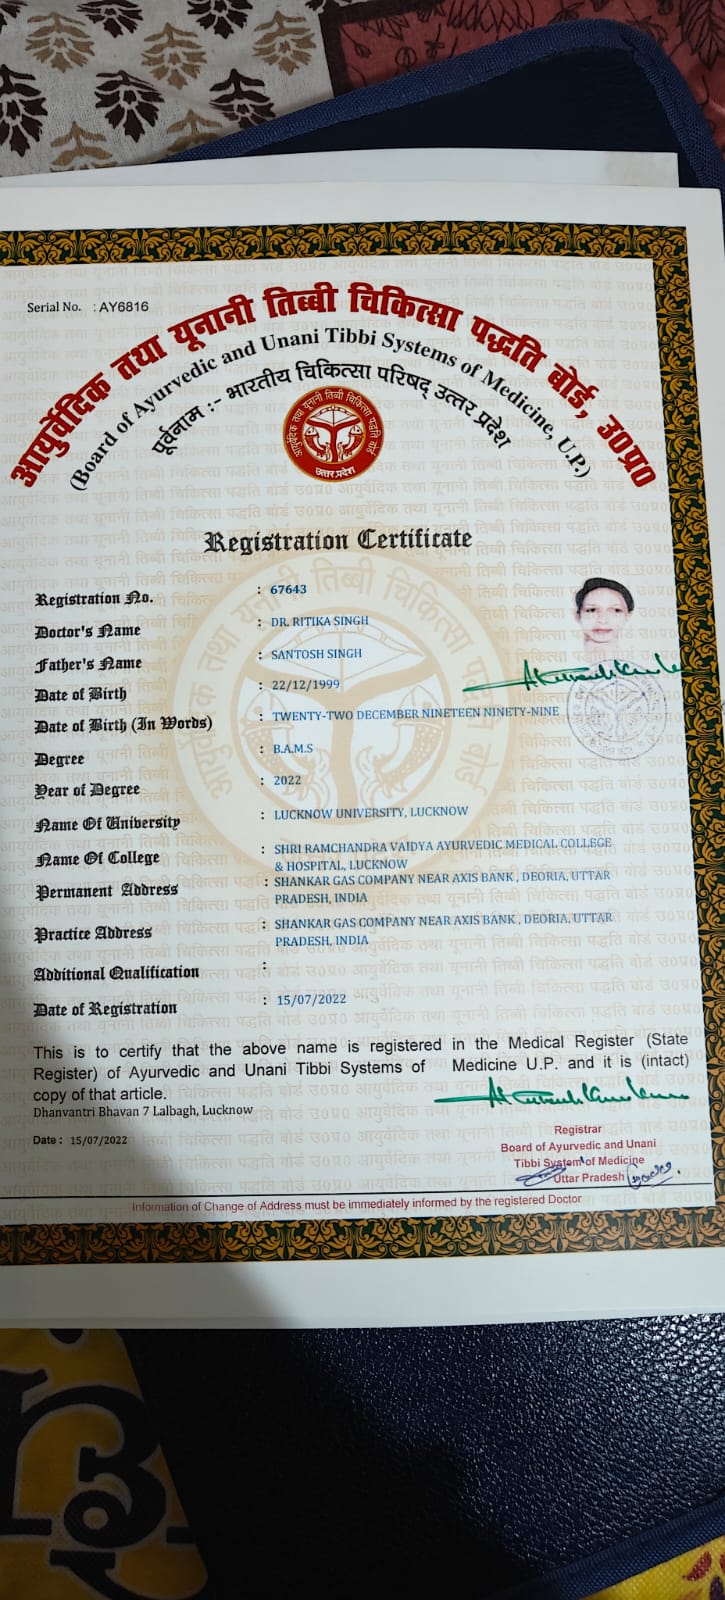 Serial No. : AY6816
आयुर्वेदिक तथा यूनानी तिब्बी चिकित्सा पद्धति बोर्ड, उ०प्र०
(Board of Ayurvedic and Unani Tibbi Systems of Medicine, U.P.)
पूर्वनाम :- भारतीय चिकित्सा परिषद् उत्तर प्रदेश
उत्तर प्रदेश
Registration Certificate
Registration No. : 67643
Doctor's Name : DR. RITIKA SINGH
Father's Name : SANTOSH SINGH
Date of Birth : 22/12/1999
Date of Birth (In Words) : TWENTY-TWO DECEMBER NINETEEN NINETY-NINE
Degree : B.A.M.S
Year of Degree : 2022
Name Of University : LUCKNOW UNIVERSITY, LUCKNOW
Name Of College : SHRI RAMCHANDRA VAIDYA AYURVEDIC MEDICAL COLLEGE
& HOSPITAL, LUCKNOW
Permanent Address : SHANKAR GAS COMPANY NEAR AXIS BANK , DEORIA, UTTAR
PRADESH, INDIA
Practice Address : SHANKAR GAS COMPANY NEAR AXIS BANK , DEORIA, UTTAR
PRADESH, INDIA
Additional Qualification :
Date of Registration : 15/07/2022
This is to certify that the above name is registered in the Medical Register (State
Register) of Ayurvedic and Unani Tibbi Systems of Medicine U.P. and it is (intact)
copy of that article.
Dhanvantri Bhavan 7 Lalbagh, Lucknow
Date : 15/07/2022
Registrar
Board of Ayurvedic and Unani
Tibbi System of Medicine
Uttar Pradesh
Information of Change of Address must be immediately informed by the registered Doctor